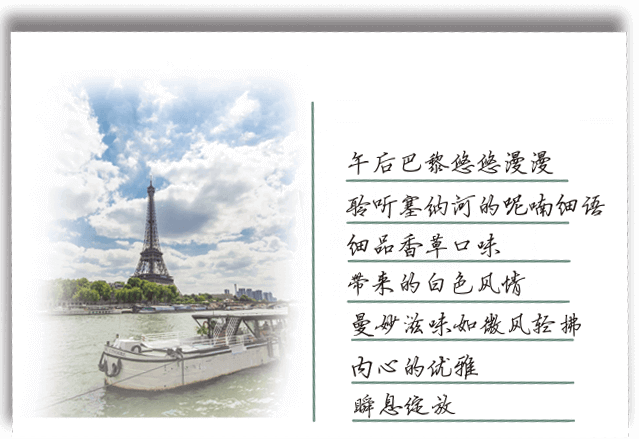 午后巴黎悠悠漫漫
聆听塞纳河的呢喃细语
细品香草口味
带来的白色风情
曼妙滋味如微风轻拂
内心的优雅
瞬息绽放